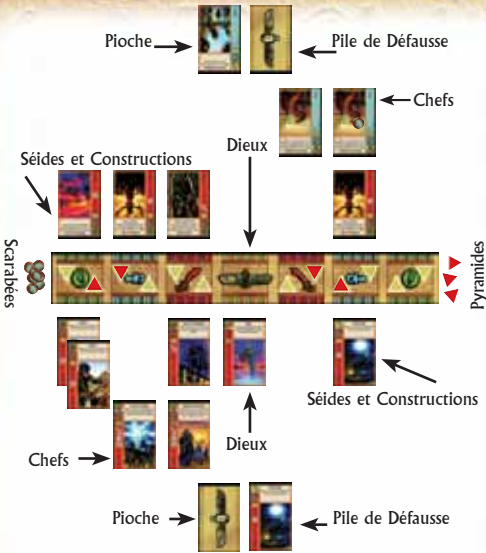 Pioche
Pile de Défausse
Chefs
Dieux
Séides et Constructions
Scarabées
Pyramides
Séides et Constructions
Dieux
Chefs
Pioche
Pile de Défausse